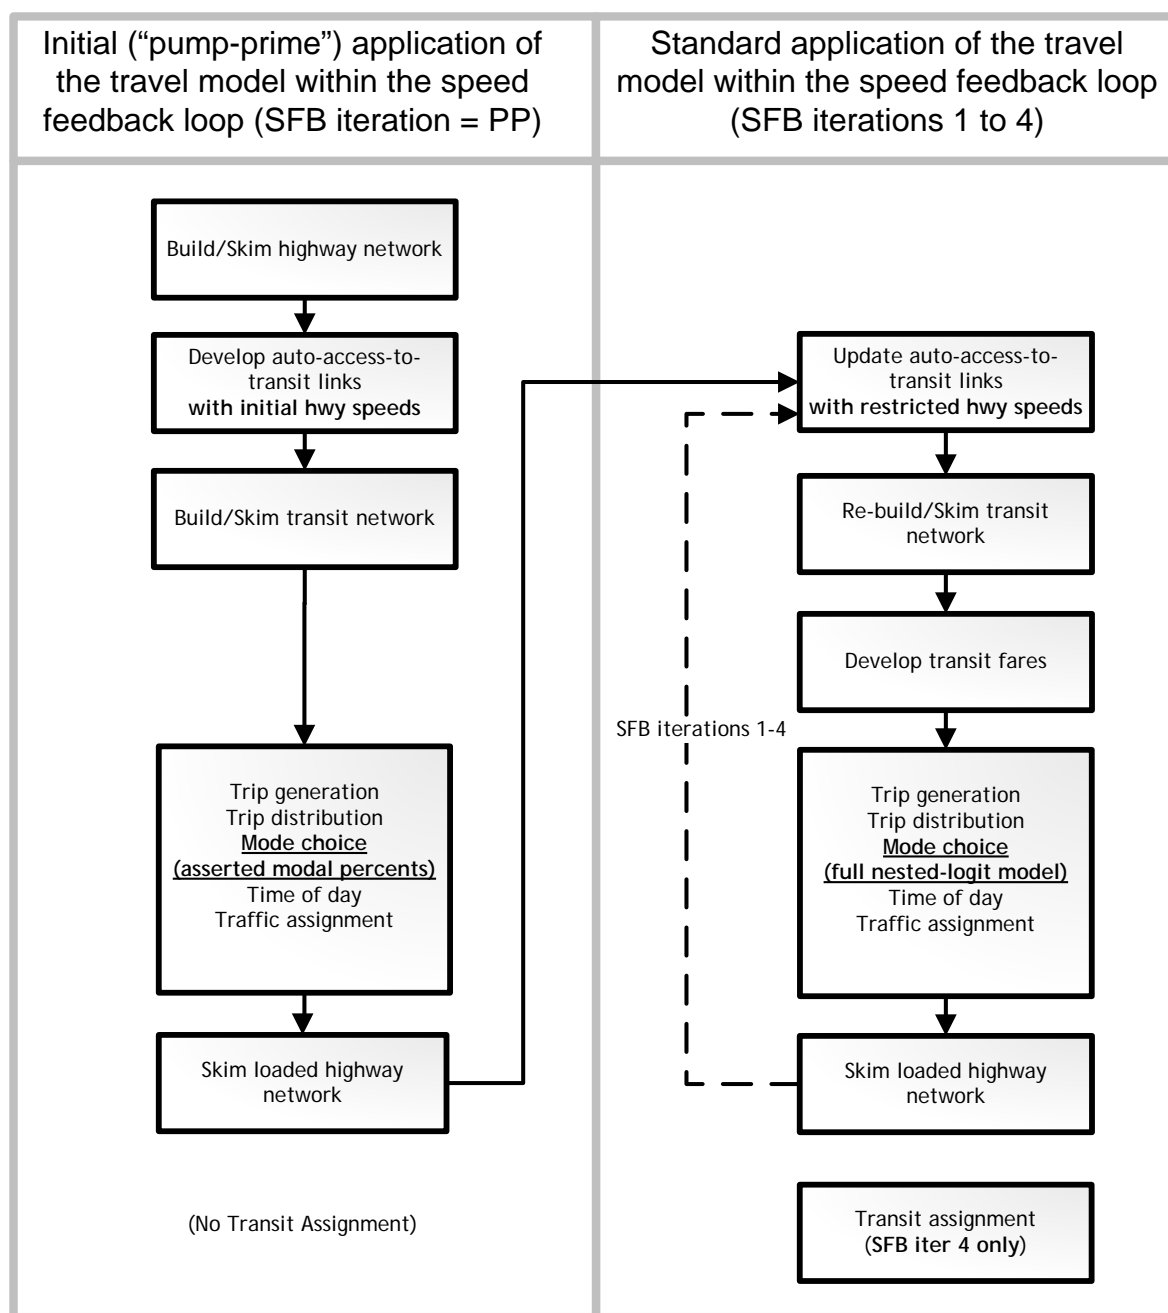 Initial (“pump-prime”) application of
the travel model within the speed
feedback loop (SFB iteration = PP)
Standard application of the travel
model within the speed feedback loop
(SFB iterations 1 to 4)
Build/Skim highway network
Develop auto-access-to-
transit links
with initial hwy speeds
Build/Skim transit network
Trip generation
Trip distribution
Mode choice
(asserted modal percents)
Time of day
Traffic assignment
Skim loaded highway
network
(No Transit Assignment)
Update auto-access-to-
transit links
with restricted hwy speeds
Re-build/Skim transit
network
Develop transit fares
SFB iterations 1-4
Trip generation
Trip distribution
Mode choice
(full nested-logit model)
Time of day
Traffic assignment
Skim loaded highway
network
Transit assignment
(SFB iter 4 only)